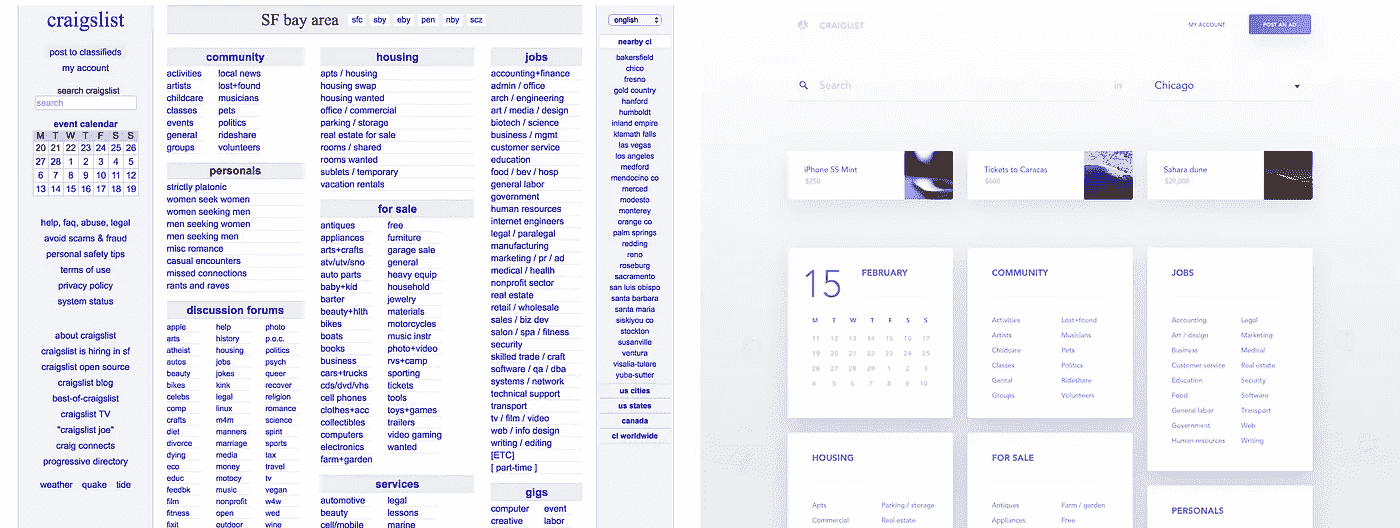 craigslist
post to classifieds
my account
search craigslist
search
event calendar
M T W T F S S
20 21 22 23 24 25 26
27 28 1 2 3 4 5
6 7 8 9 10 11 12
13 14 15 16 17 18 19
help, faq, abuse, legal
avoid scams & fraud
personal safety tips
terms of use
privacy policy
system status
about craigslist
craigslist is hiring in sf
craigslist open source
craigslist blog
best-of-craigslist
craigslist TV
"craigslist joe"
craig connects
progressive directory
weather quake tide
SF bay area sfc sby eby pen nby scz
community
activities local news
artists lost+found
childcare musicians
classes pets
events politics
general rideshare
groups volunteers
personals
strictly platonic
women seek women
women seeking men
men seeking women
men seeking men
misc romance
casual encounters
missed connections
rants and raves
discussion forums
apple help photo
arts history p.o.c.
atheist housing politics
autos jobs psych
beauty jokes queer
bikes kink recover
celebs legal religion
comp linux romance
crafts m4m science
diet manners spirit
divorce marriage sports
dying media tax
eco money travel
educ motocy tv
feedbk music vegan
film nonprofit w4w
fitness open wed
fixit outdoor wine
housing
apts / housing
housing swap
housing wanted
office / commercial
parking / storage
real estate for sale
rooms / shared
rooms wanted
sublets / temporary
vacation rentals
for sale
antiques free
appliances furniture
arts+crafts garage sale
atv/utv/sno general
auto parts heavy equip
baby+kid household
barter jewelry
beauty+hlth materials
bikes motorcycles
boats music instr
books photo+video
business rvs+camp
cars+trucks sporting
cds/dvd/vhs tickets
cell phones tools
clothes+acc toys+games
collectibles trailers
computers video gaming
electronics wanted
farm+garden
services
automotive legal
beauty lessons
cell/mobile marine
jobs
accounting+finance
admin / office
arch / engineering
art / media / design
biotech / science
business / mgmt
customer service
education
food / bev / hosp
general labor
government
human resources
internet engineers
legal / paralegal
manufacturing
marketing / pr / ad
medical / health
nonprofit sector
real estate
retail / wholesale
sales / biz dev
salon / spa / fitness
security
skilled trade / craft
software / qa / dba
systems / network
technical support
transport
tv / film / video
web / info design
writing / editing
[ETC]
[ part-time ]
gigs
computer event
creative labor
english
nearby cl
bakersfield
chico
fresno
gold country
hanford
humboldt
inland empire
klamath falls
las vegas
los angeles
medford
mendocino co
merced
modesto
monterey
orange co
palm springs
redding
reno
roseburg
sacramento
san luis obispo
santa barbara
santa maria
siskiyou co
stockton
susanville
ventura
visalia-tulare
yuba-sutter
us cities
us states
canada
cl worldwide
CRAIGLIST
MY ACCOUNT
POST AN AD
Search in Chicago
iPhone 5S Mint
$250
Tickets to Caracas
$600
Sahara dune
$20,000
15 FEBRUARY
M T W T F S S
19 20 21 22 23 24 25
26 27 28 29 1 2 3
4 5 6 7 8 9 10
COMMUNITY
Activities Lost+found
Artists Musicians
Childcare Pets
Classes Politics
Genral Rideshare
Groups Volunteers
JOBS
Accounting Legal
Art / design Marketing
Business Medical
Customer service Real estate
Education Security
Food Software
General labor Transport
Government Web
Human resources Writing
HOUSING
Apts Parking / storage
Commercial Real estate
FOR SALE
Antiques Farm / garden
Appliances Free
PERSONALS